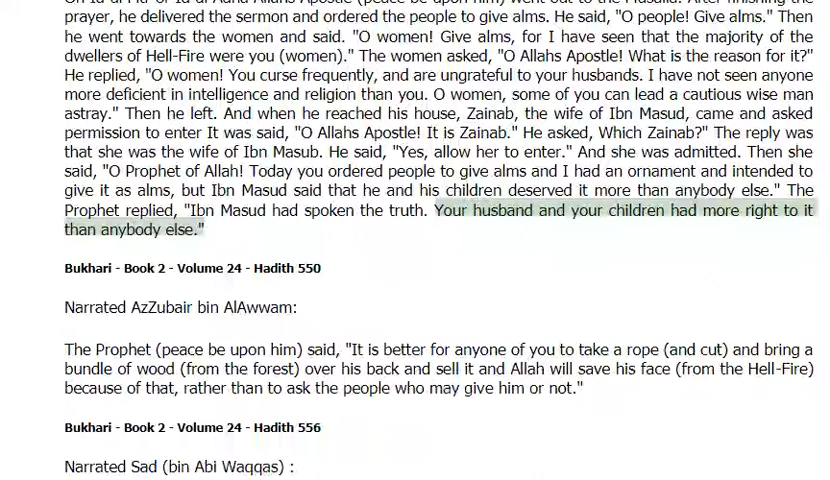 prayer, he delivered the sermon and ordered the people to give alms. He said, "O people! Give alms." Then
he went towards the women and said. "O women! Give alms, for I have seen that the majority of the
dwellers of Hell-Fire were you (women)." The women asked, "O Allahs Apostle! What is the reason for it?"
He replied, "O women! You curse frequently, and are ungrateful to your husbands. I have not seen anyone
more deficient in intelligence and religion than you. O women, some of you can lead a cautious wise man
astray." Then he left. And when he reached his house, Zainab, the wife of Ibn Masud, came and asked
permission to enter It was said, "O Allahs Apostle! It is Zainab." He asked, Which Zainab?" The reply was
that she was the wife of Ibn Masub. He said, "Yes, allow her to enter." And she was admitted. Then she
said, "O Prophet of Allah! Today you ordered people to give alms and I had an ornament and intended to
give it as alms, but Ibn Masud said that he and his children deserved it more than anybody else." The
Prophet replied, "Ibn Masud had spoken the truth. Your husband and your children had more right to it
than anybody else."
Bukhari - Book 2 - Volume 24 - Hadith 550
Narrated AzZubair bin AlAwwam:
The Prophet (peace be upon him) said, "It is better for anyone of you to take a rope (and cut) and bring a
bundle of wood (from the forest) over his back and sell it and Allah will save his face (from the Hell-Fire)
because of that, rather than to ask the people who may give him or not."
Bukhari - Book 2 - Volume 24 - Hadith 556
Narrated Sad (bin Abi Waqqas) :